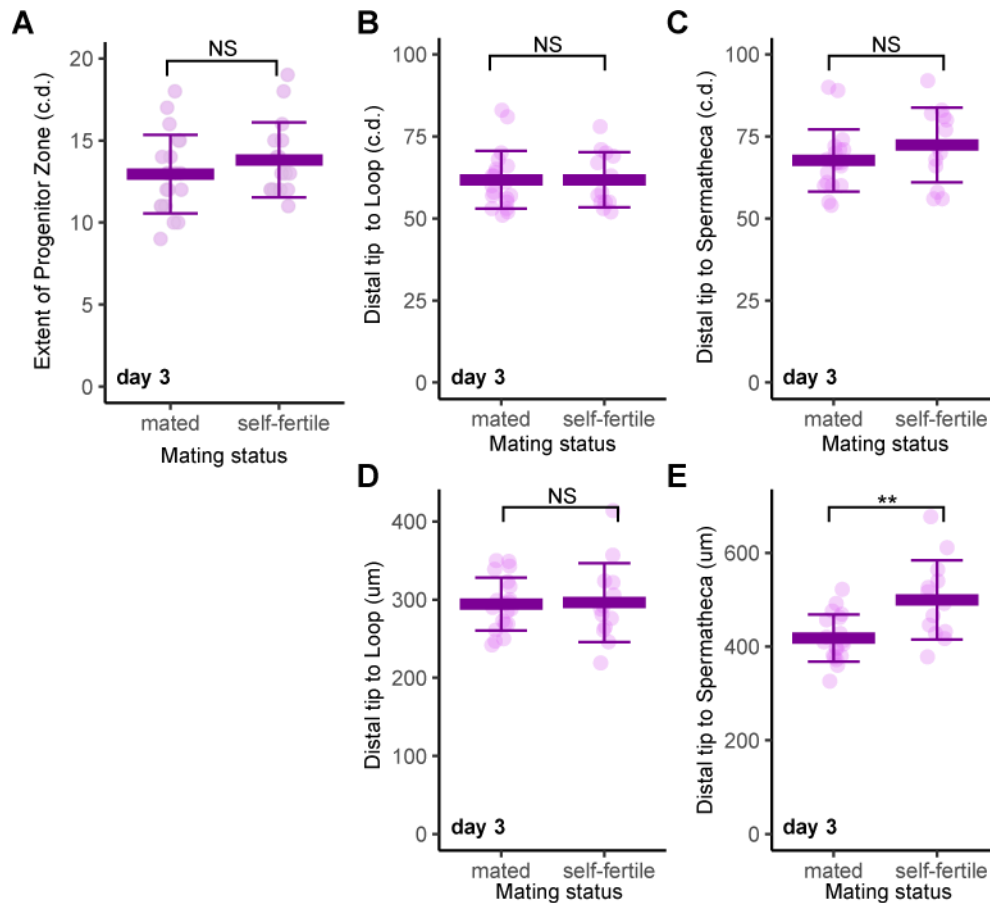 A
Extent of Progenitor Zone (c.d.)
20
15
10
5
0
NS
day 3
mated self-fertile
Mating status
B
Distal tip to Loop (c.d.)
100
75
50
25
0
NS
mated self-fertile
Mating status
C
Distal tip to Spermatheca (c.d.)
100
75
50
25
0
NS
day 3
mated self-fertile
Mating status
D
Distal tip to Loop (um)
400
300
200
100
0
NS
day 3
mated self-fertile
Mating status
E
Distal tip to Spermatheca (um)
600
400
200
0
**
day 3
mated self-fertile
Mating status